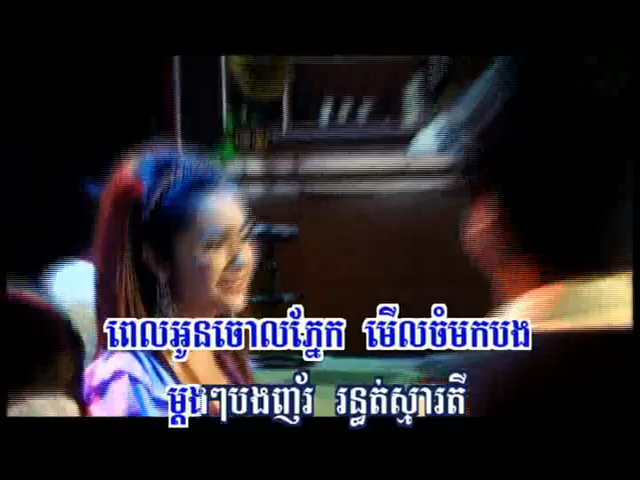 ពេលអូនចោលភ្នែក មើលចំមកបង
ម្ដងៗបងញ័រ រន្ធត់ស្មារតី